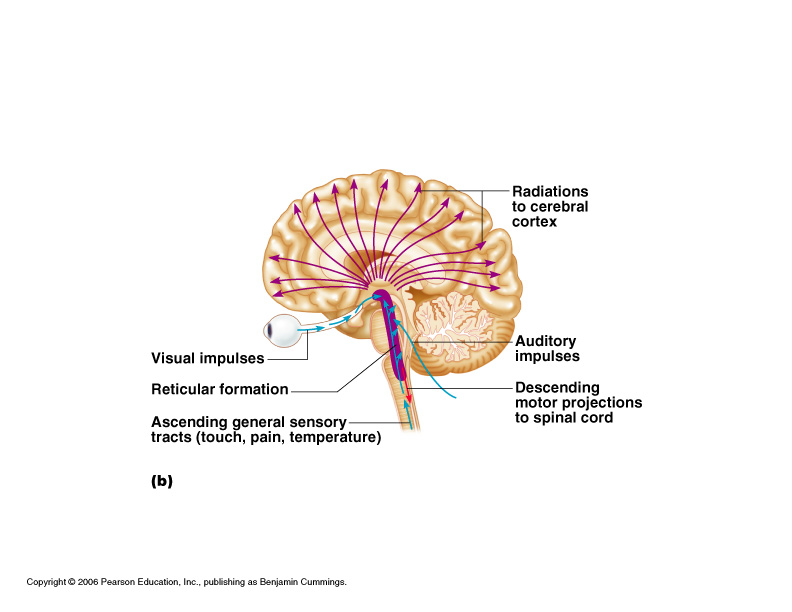 Radiations
to cerebral
cortex
Visual impulses
Auditory
impulses
Reticular formation
Descending
motor projections
to spinal cord
Ascending general sensory
tracts (touch, pain, temperature)
(b)
Copyright © 2006 Pearson Education, Inc., publishing as Benjamin Cummings.